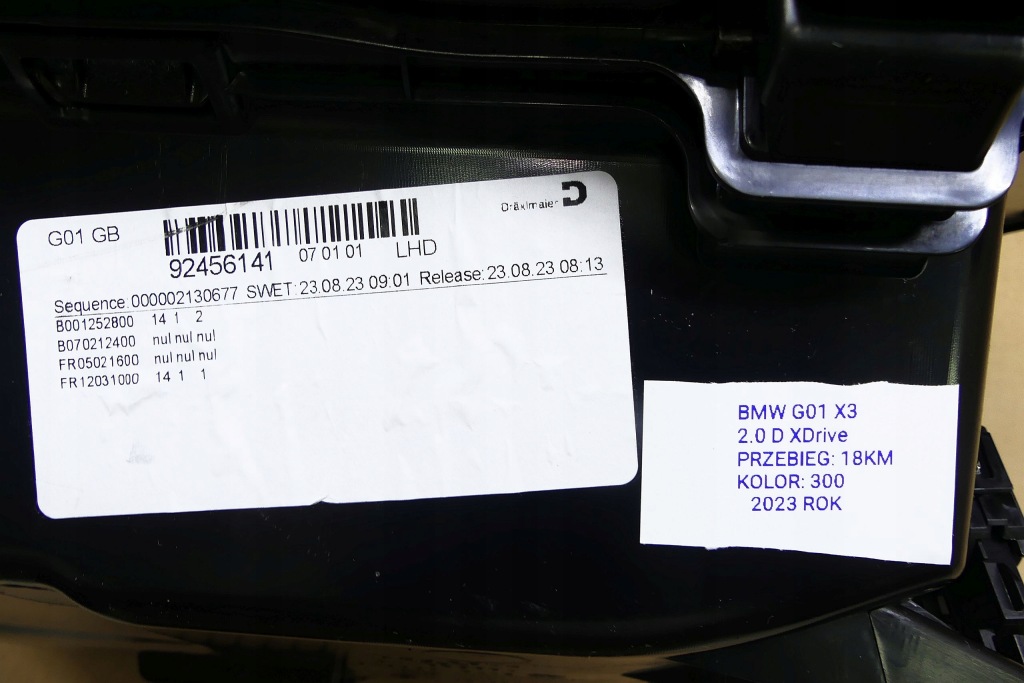 G01 GB
Dräxlmaier
92456141 07 01 01 LHD
Sequence:000002130677 SWET:23.08.23 09:01 Release:23.08.23 08:13
B001252800 14 1 2
B070212400 nul nul nul
FR05021600 nul nul nul
FR12031000 14 1 1
BMW G01 X3
2.0 D XDrive
PRZEBIEG: 18KM
KOLOR: 300
2023 ROK